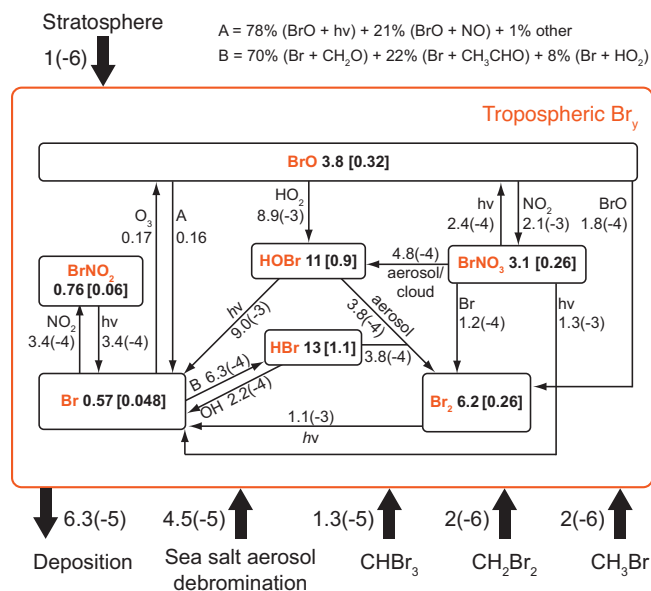 Stratosphere
1(-6)
A = 78% (BrO + hv) + 21% (BrO + NO) + 1% other
B = 70% (Br + CH₂O) + 22% (Br + CH₃CHO) + 8% (Br + HO₂)
Tropospheric Brᵧ
BrO 3.8 [0.32]
O₃
0.17
A
0.16
HO₂
8.9(-3)
hv
2.4(-4)
NO₂
2.1(-3)
BrO
1.8(-4)
BrNO₂
0.76 [0.06]
HOBr 11 [0.9]
4.8(-4)
aerosol/
cloud
BrNO₃ 3.1 [0.26]
NO₂
3.4(-4)
hv
3.4(-4)
hv
9.0(-3)
aerosol
3.8(-4)
Br
1.2(-4)
hv
1.3(-3)
HBr 13 [1.1]
3.8(-4)
B 6.3(-4)
OH 2.2(-4)
Br 0.57 [0.048]
Br₂ 6.2 [0.26]
1.1(-3)
hv
6.3(-5)
4.5(-5)
1.3(-5)
2(-6)
2(-6)
Deposition
Sea salt aerosol
debromination
CHBr₃
CH₂Br₂
CH₃Br